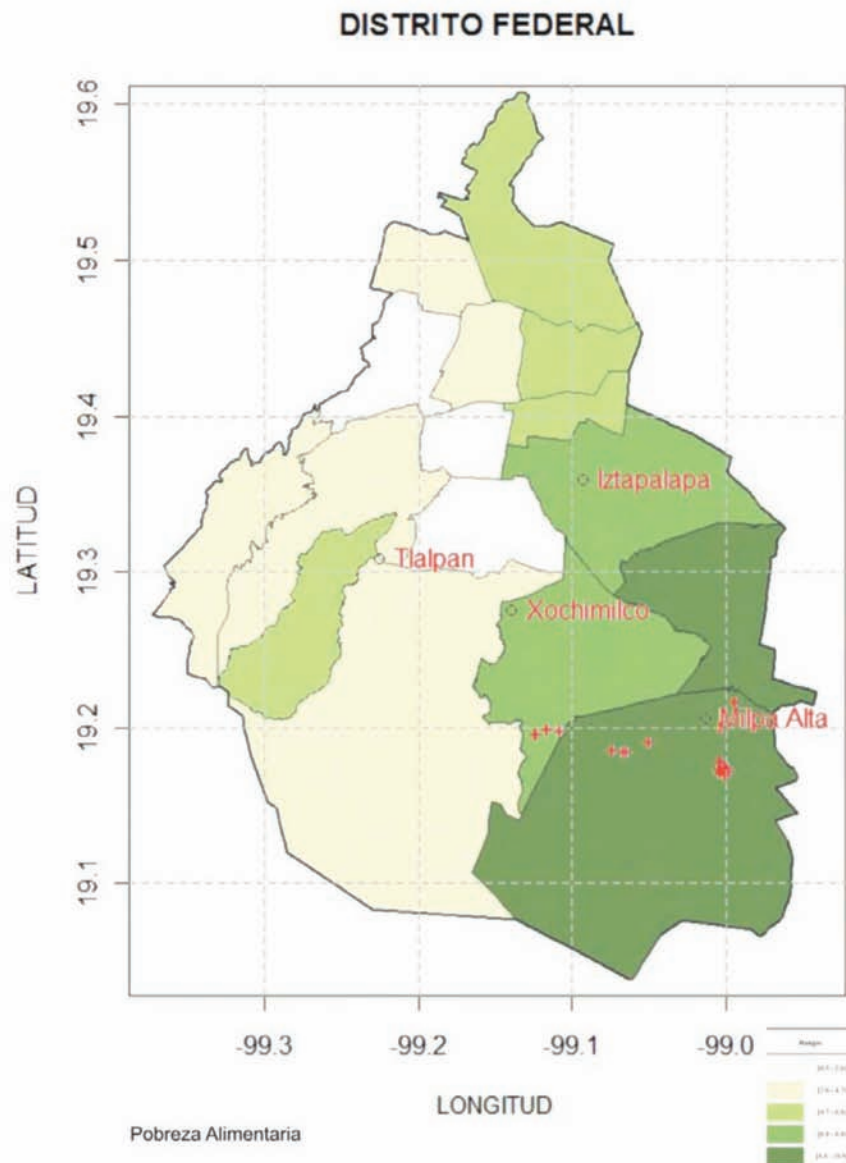 DISTRITO FEDERAL
19.6
19.5
19.4
19.3
19.2
19.1
LATITUD
Iztapalapa
Tlalpan
Xochimilco
Milpa Alta
-99.3 -99.2 -99.1 -99.0
LONGITUD
Pobreza Alimentaria